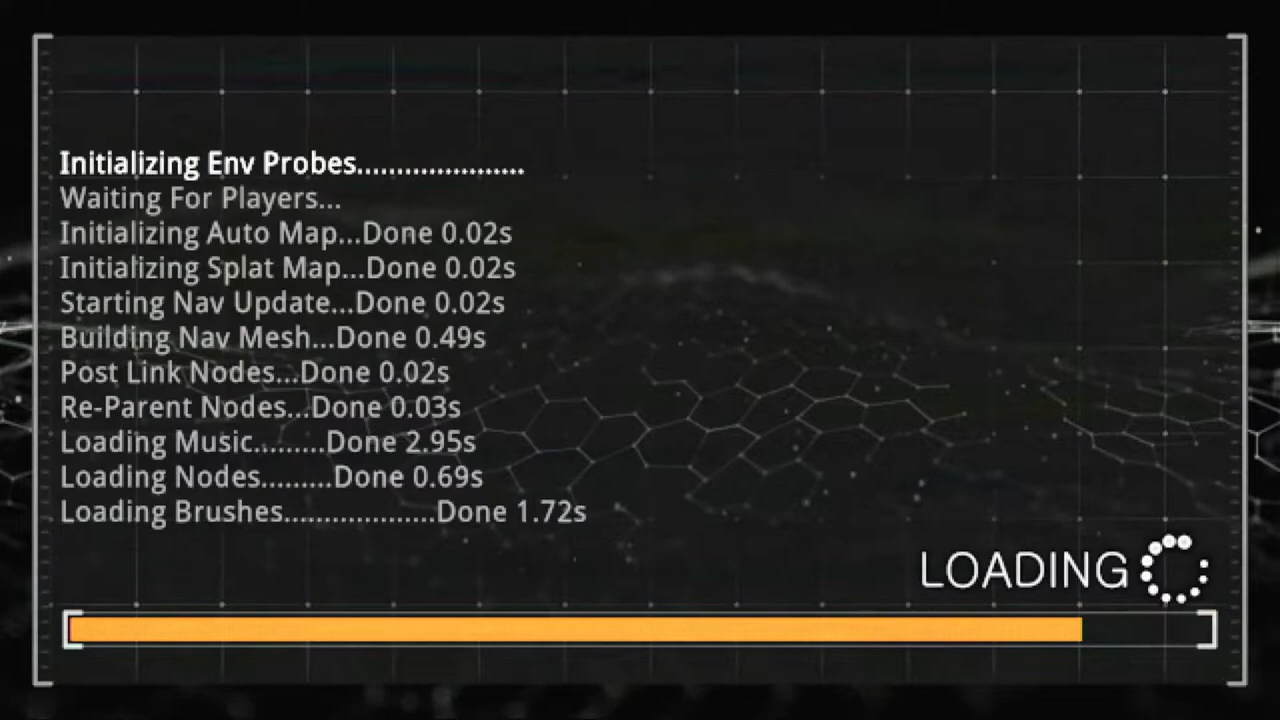 Initializing Env Probes.....................
Waiting For Players...
Initializing Auto Map...Done 0.02s
Initializing Splat Map...Done 0.02s
Starting Nav Update...Done 0.02s
Building Nav Mesh...Done 0.49s
Post Link Nodes...Done 0.02s
Re-Parent Nodes...Done 0.03s
Loading Music.........Done 2.95s
Loading Nodes.........Done 0.69s
Loading Brushes...................Done 1.72s
LOADING